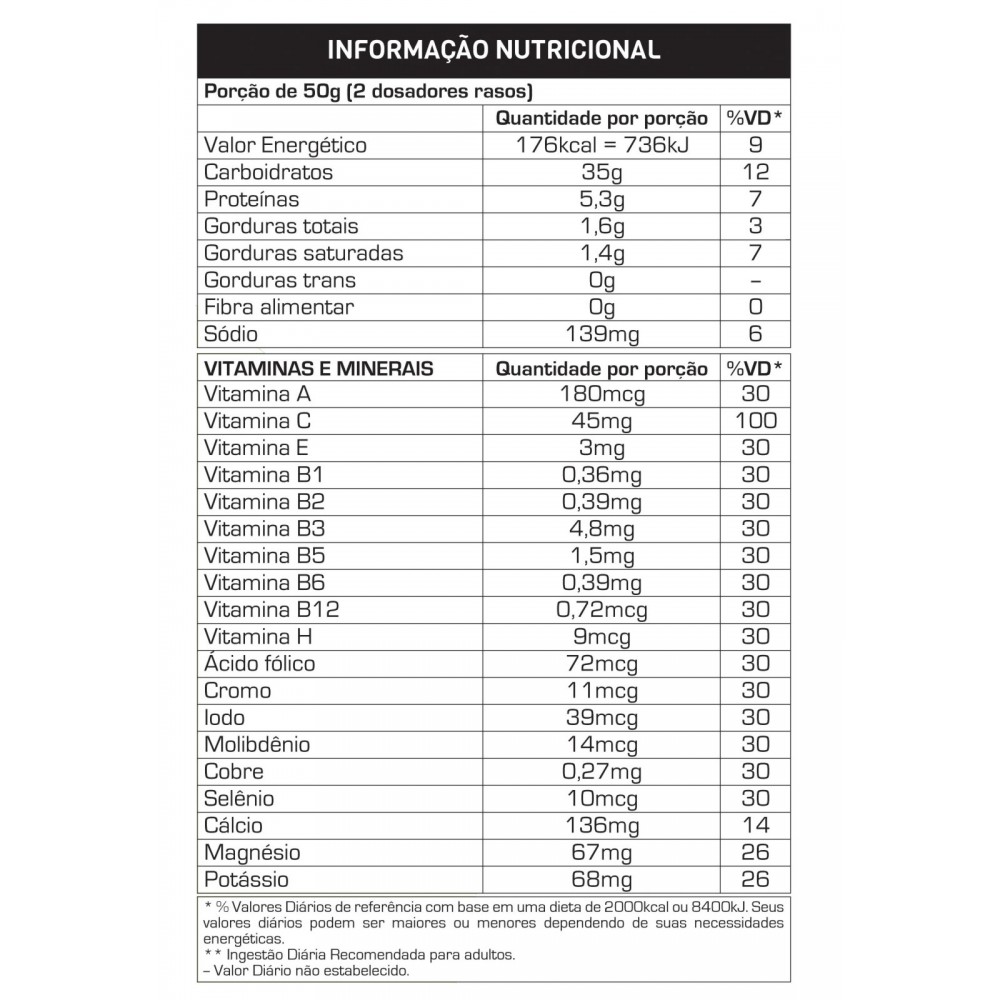 INFORMAÇÃO NUTRICIONAL
Porção de 50g (2 dosadores rasos)
Quantidade por porção %VD*
Valor Energético 176kcal = 736kJ 9
Carboidratos 35g 12
Proteínas 5,3g 7
Gorduras totais 1,6g 3
Gorduras saturadas 1,4g 7
Gorduras trans 0g –
Fibra alimentar 0g 0
Sódio 139mg 6
VITAMINAS E MINERAIS Quantidade por porção %VD*
Vitamina A 180mcg 30
Vitamina C 45mg 100
Vitamina E 3mg 30
Vitamina B1 0,36mg 30
Vitamina B2 0,39mg 30
Vitamina B3 4,8mg 30
Vitamina B5 1,5mg 30
Vitamina B6 0,39mg 30
Vitamina B12 0,72mcg 30
Vitamina H 9mcg 30
Ácido fólico 72mcg 30
Cromo 11mcg 30
Iodo 39mcg 30
Molibdênio 14mcg 30
Cobre 0,27mg 30
Selênio 10mcg 30
Cálcio 136mg 14
Magnésio 67mg 26
Potássio 68mg 26
* % Valores Diários de referência com base em uma dieta de 2000kcal ou 8400kJ. Seus
valores diários podem ser maiores ou menores dependendo de suas necessidades
energéticas.
** Ingestão Diária Recomendada para adultos.
– Valor Diário não estabelecido.